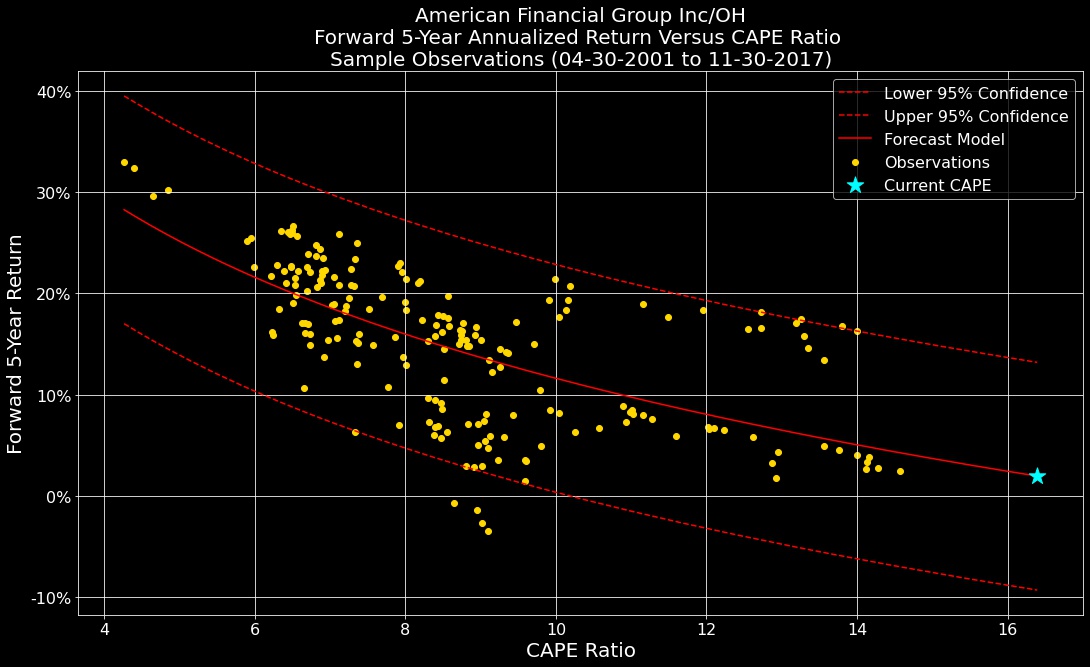 American Financial Group Inc/OH
Forward 5-Year Annualized Return Versus CAPE Ratio
Sample Observations (04-30-2001 to 11-30-2017)
Lower 95% Confidence
Upper 95% Confidence
Forecast Model
Observations
Current CAPE
Forward 5-Year Return
40%
30%
20%
10%
0%
-10%
4 6 8 10 12 14 16
CAPE Ratio